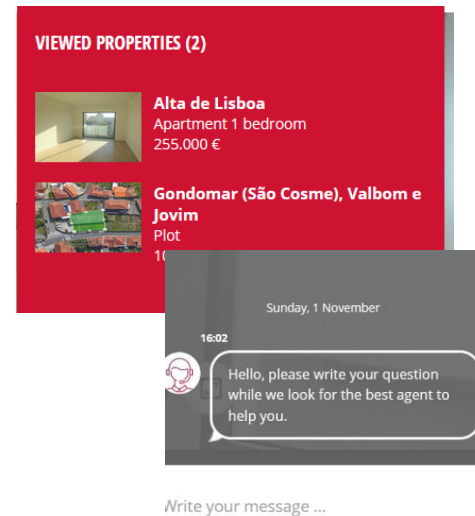 VIEWED PROPERTIES (2)
Alta de Lisboa
Apartment 1 bedroom
255.000 €
Gondomar (São Cosme), Valbom e
Jovim
Plot
Sunday, 1 November
16:02
Hello, please write your question
while we look for the best agent to
help you.
Write your message ...